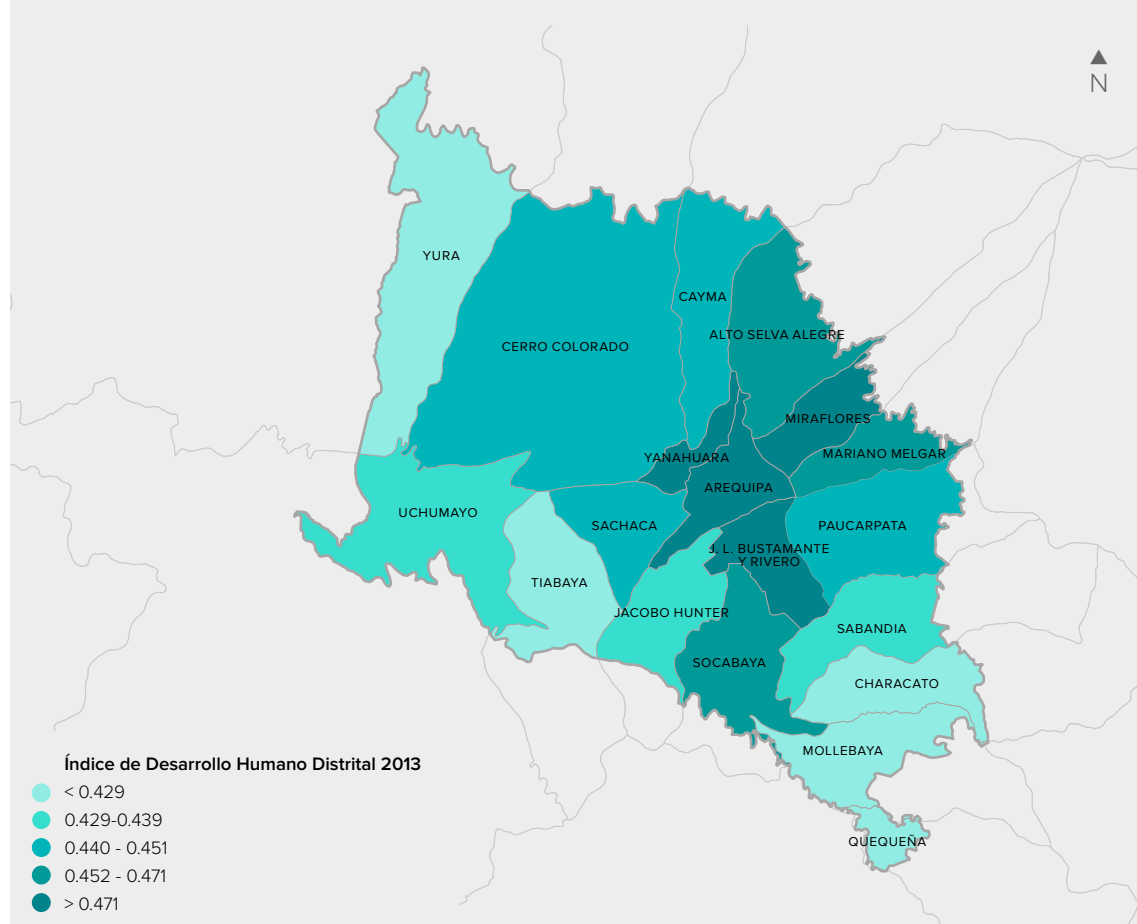 N
YURA
CAYMA
ALTO SELVA ALEGRE
CERRO COLORADO
MIRAFLORES
YANAHUARA
MARIANO MELGAR
AREQUIPA
UCHUMAYO
SACHACA
PAUCARPATA
J. L. BUSTAMANTE
Y RIVERO
TIABAYA
JACOBO HUNTER
SABANDIA
SOCABAYA
CHARACATO
MOLLEBAYA
QUEQUEÑA
Índice de Desarrollo Humano Distrital 2013
< 0.429
0.429-0.439
0.440 - 0.451
0.452 - 0.471
> 0.471